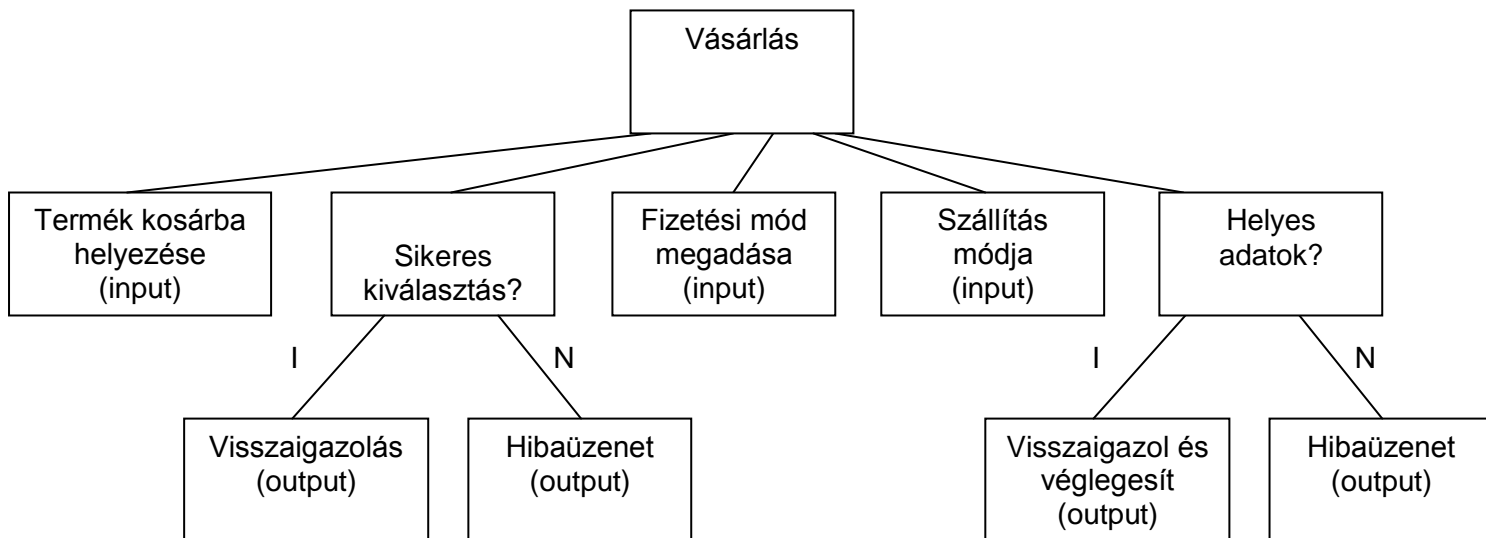 Vásárlás
Termék kosárba
helyezése
(input)
Sikeres
kiválasztás?
Fizetési mód
megadása
(input)
Szállítás
módja
(input)
Helyes
adatok?
I
N
I
N
Visszaigazolás
(output)
Hibaüzenet
(output)
Visszaigazol és
véglegesít
(output)
Hibaüzenet
(output)